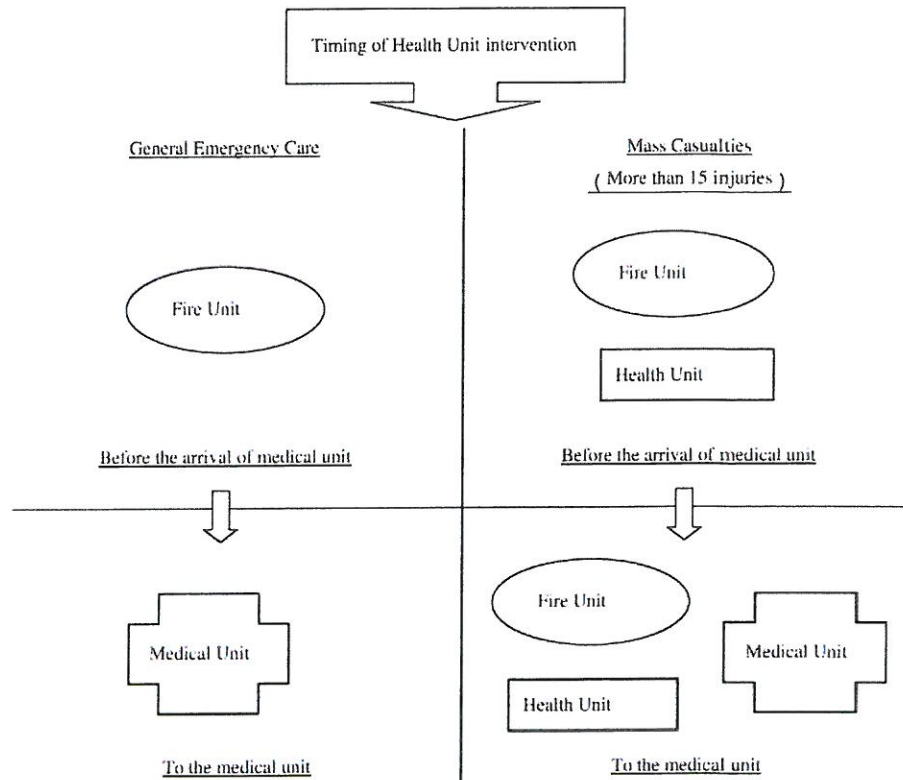 Timing of Health Unit intervention
General Emergency Care
Mass Casualties
( More than 15 injuries )
Fire Unit
Fire Unit
Health Unit
Before the arrival of medical unit
Before the arrival of medical unit
Medical Unit
Fire Unit
Medical Unit
Health Unit
To the medical unit
To the medical unit